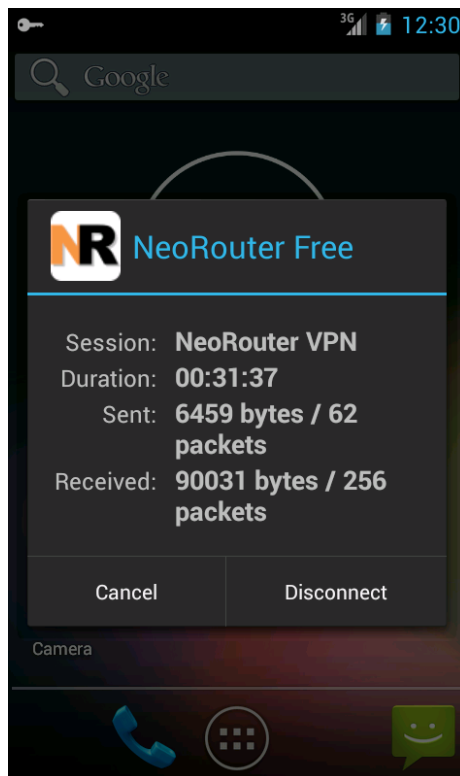 3G 12:30
Google
NR NeoRouter Free
Session: NeoRouter VPN
Duration: 00:31:37
Sent: 6459 bytes / 62
packets
Received: 90031 bytes / 256
packets
Cancel Disconnect
Camera